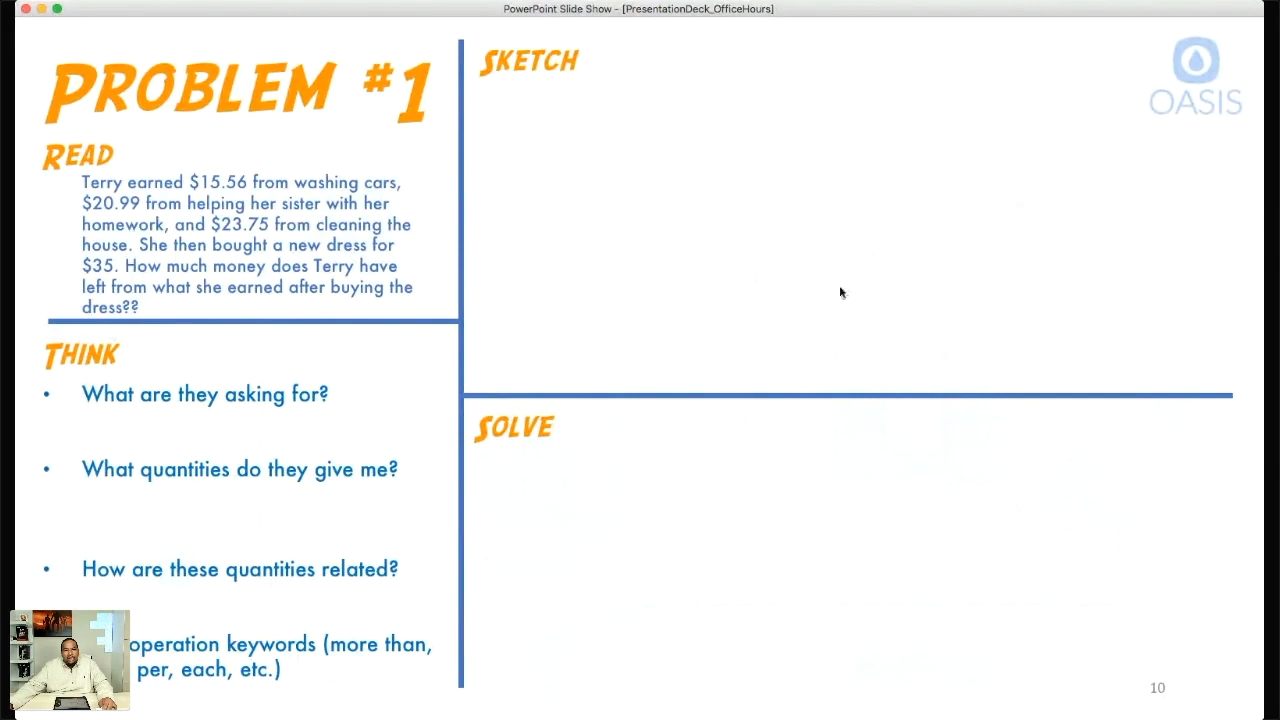 PowerPoint Slide Show - [PresentationDeck_OfficeHours]
PROBLEM #1
READ
Terry earned $15.56 from washing cars,
$20.99 from helping her sister with her
homework, and $23.75 from cleaning the
house. She then bought a new dress for
$35. How much money does Terry have
left from what she earned after buying the
dress??
THINK
• What are they asking for?
• What quantities do they give me?
• How are these quantities related?
operation keywords (more than,
per, each, etc.)
SKETCH
OASIS
SOLVE
10